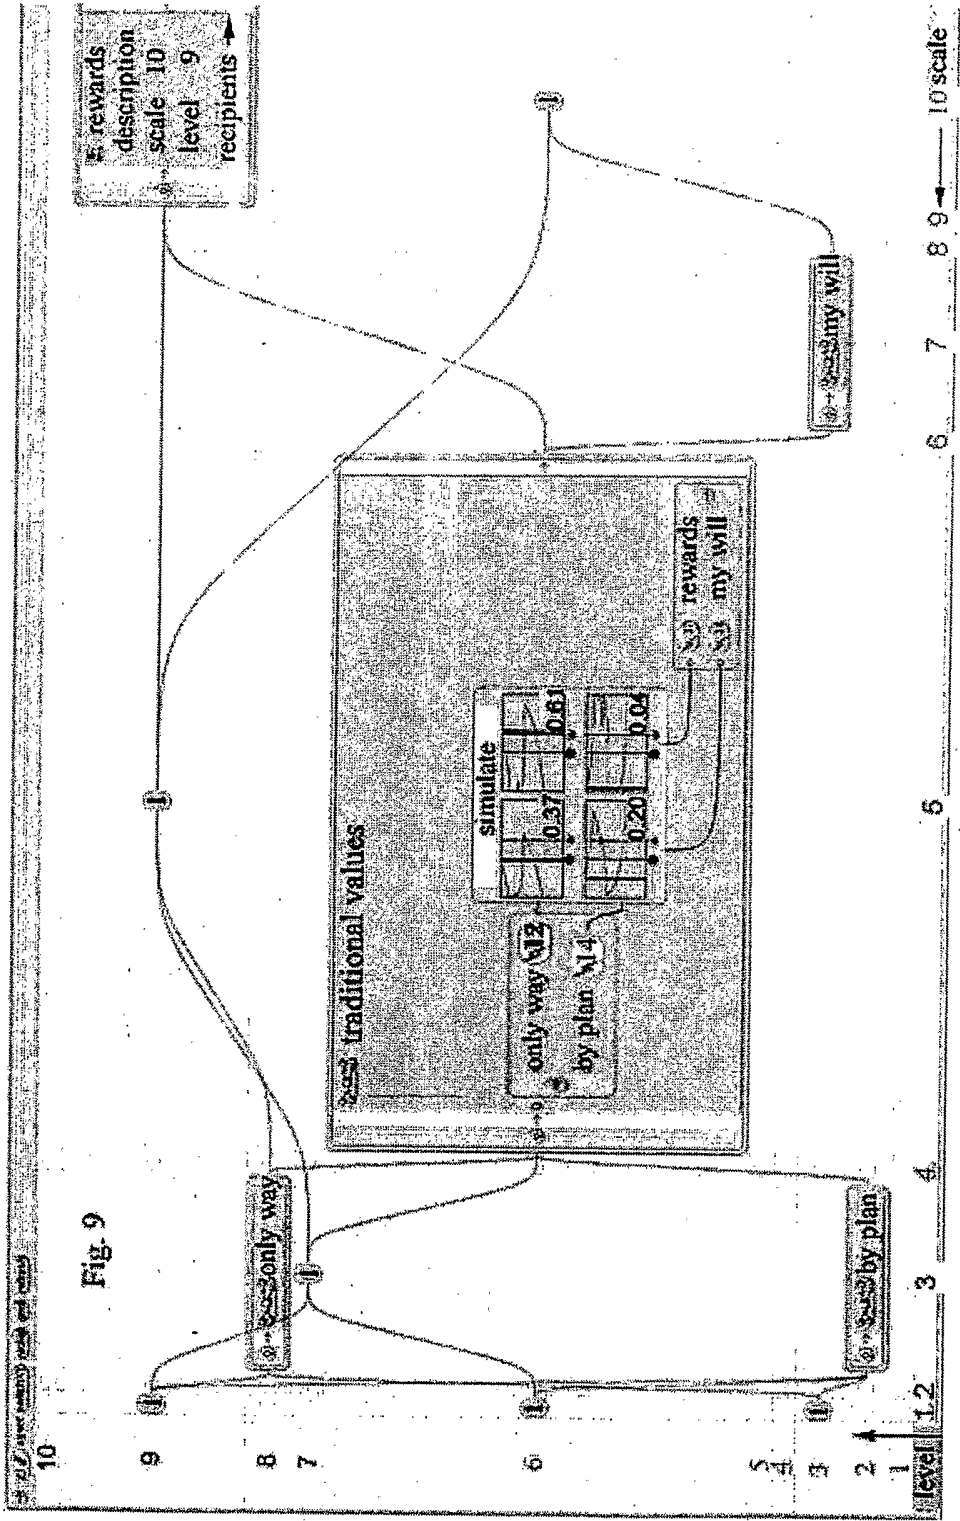 Fig. 9
10
9
8
7
6
5
4
3
2
1
level
1 2
3
4
5
6
7
8
9
10 scale
rewards
description
scale 10
level 9
recipients
only way
by plan
my will
traditional values
only way 12
by plan 14
simulate
0.37
0.61
0.20
0.04
rewards
my will